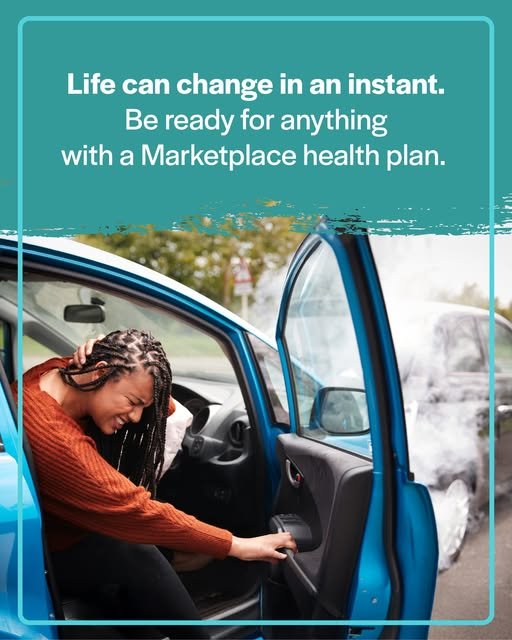 Life can change in an instant.
Be ready for anything
with a Marketplace health plan.